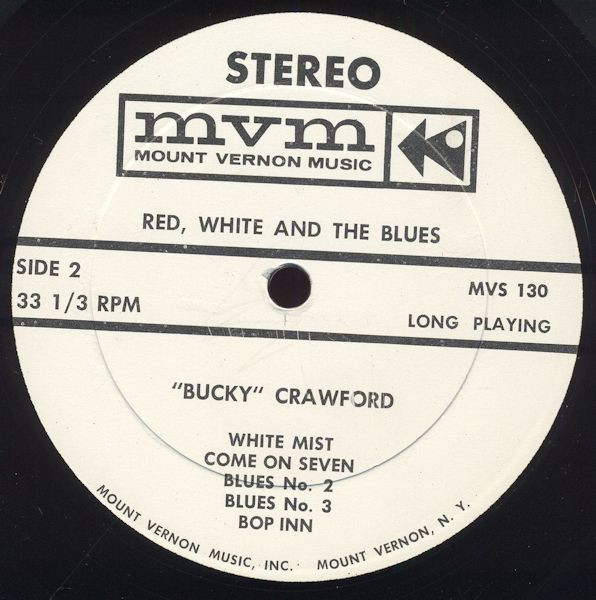 STEREO
mvm
MOUNT VERNON MUSIC
RED, WHITE AND THE BLUES
SIDE 2
MVS 130
33 1/3 RPM
LONG PLAYING
"BUCKY" CRAWFORD
WHITE MIST
COME ON SEVEN
BLUES No. 2
BLUES No. 3
BOP INN
MOUNT VERNON MUSIC, INC. MOUNT VERNON, N. Y.